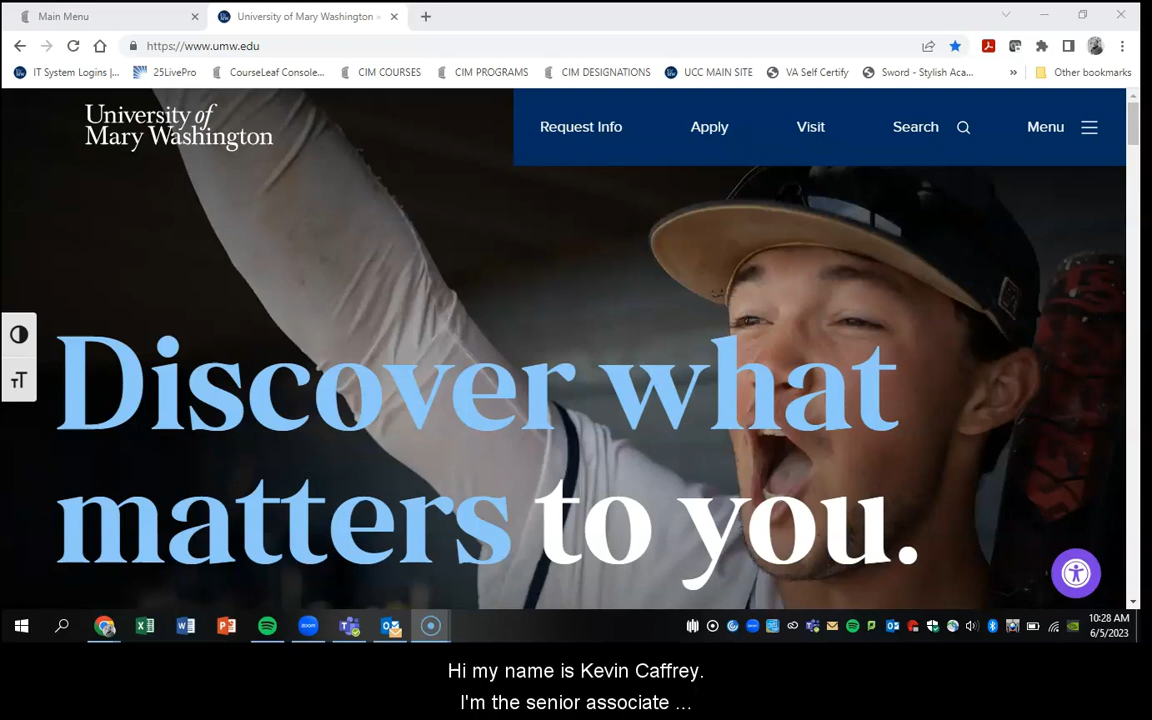 Main Menu
University of Mary Washington
https://www.umw.edu
IT System Logins |...
25LivePro
CourseLeaf Console...
CIM COURSES
CIM PROGRAMS
CIM DESIGNATIONS
UCC MAIN SITE
VA Self Certify
Sword - Stylish Aca...
»
Other bookmarks
University of
Mary Washington
Request Info
Apply
Visit
Search
Menu
Discover what
matters to you.
10:28 AM
6/5/2023
Hi my name is Kevin Caffrey.
I'm the senior associate ...